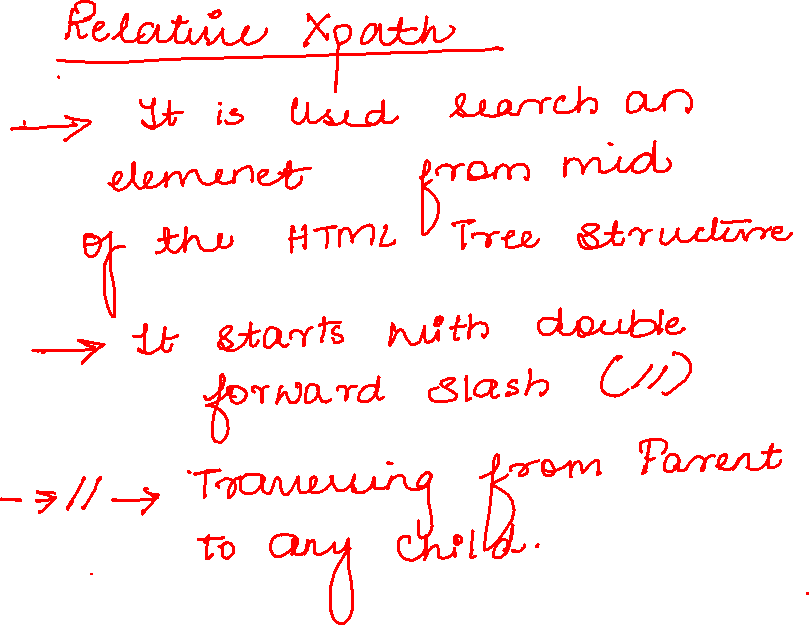 Relative Xpath
→ It is Used search an
elemenet from mid
of the HTML Tree structure
→ It starts with double
forward slash (//)
→ // → Traversing from Parent
to any child.